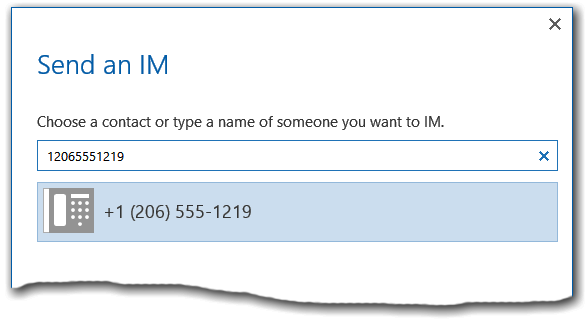 Send an IM
Choose a contact or type a name of someone you want to IM.
12065551219
+1 (206) 555-1219